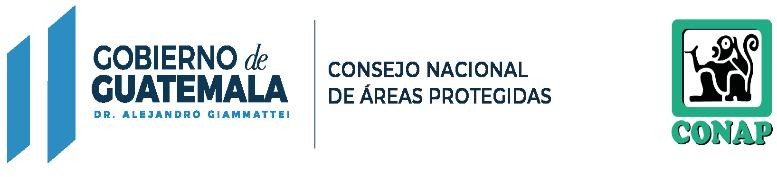 GOBIERNO de
GUATEMALA
DR. ALEJANDRO GIAMMATTEI
CONSEJO NACIONAL
DE ÁREAS PROTEGIDAS
CONAP